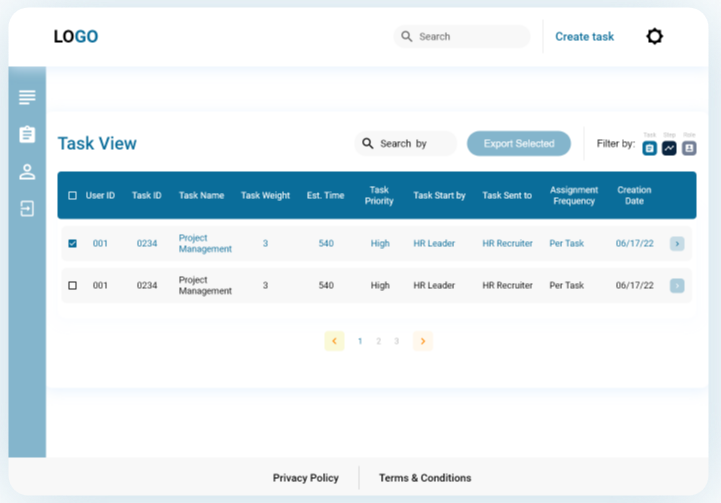 LOGO
Search
Create task
Task View
Search by
Export Selected
Filter by:
Task
Step
Role
User ID
Task ID
Task Name
Task Weight
Est. Time
Task
Priority
Task Start by
Task Sent to
Assignment
Frequency
Creation
Date
001
0234
Project
Management
3
540
High
HR Leader
HR Recruiter
Per Task
06/17/22
001
0234
Project
Management
3
540
High
HR Leader
HR Recruiter
Per Task
06/17/22
1
2
3
Privacy Policy
Terms & Conditions